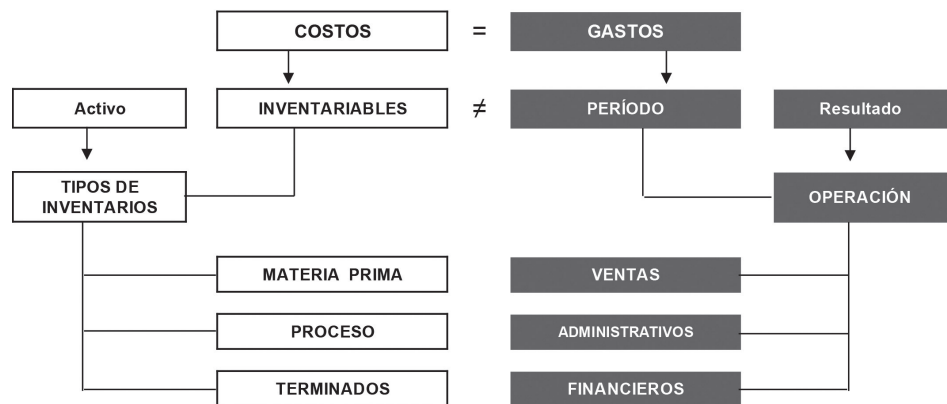 COSTOS = GASTOS
Activo INVENTARIABLES ≠ PERÍODO Resultado
TIPOS DE
INVENTARIOS
OPERACIÓN
MATERIA PRIMA VENTAS
PROCESO ADMINISTRATIVOS
TERMINADOS FINANCIEROS